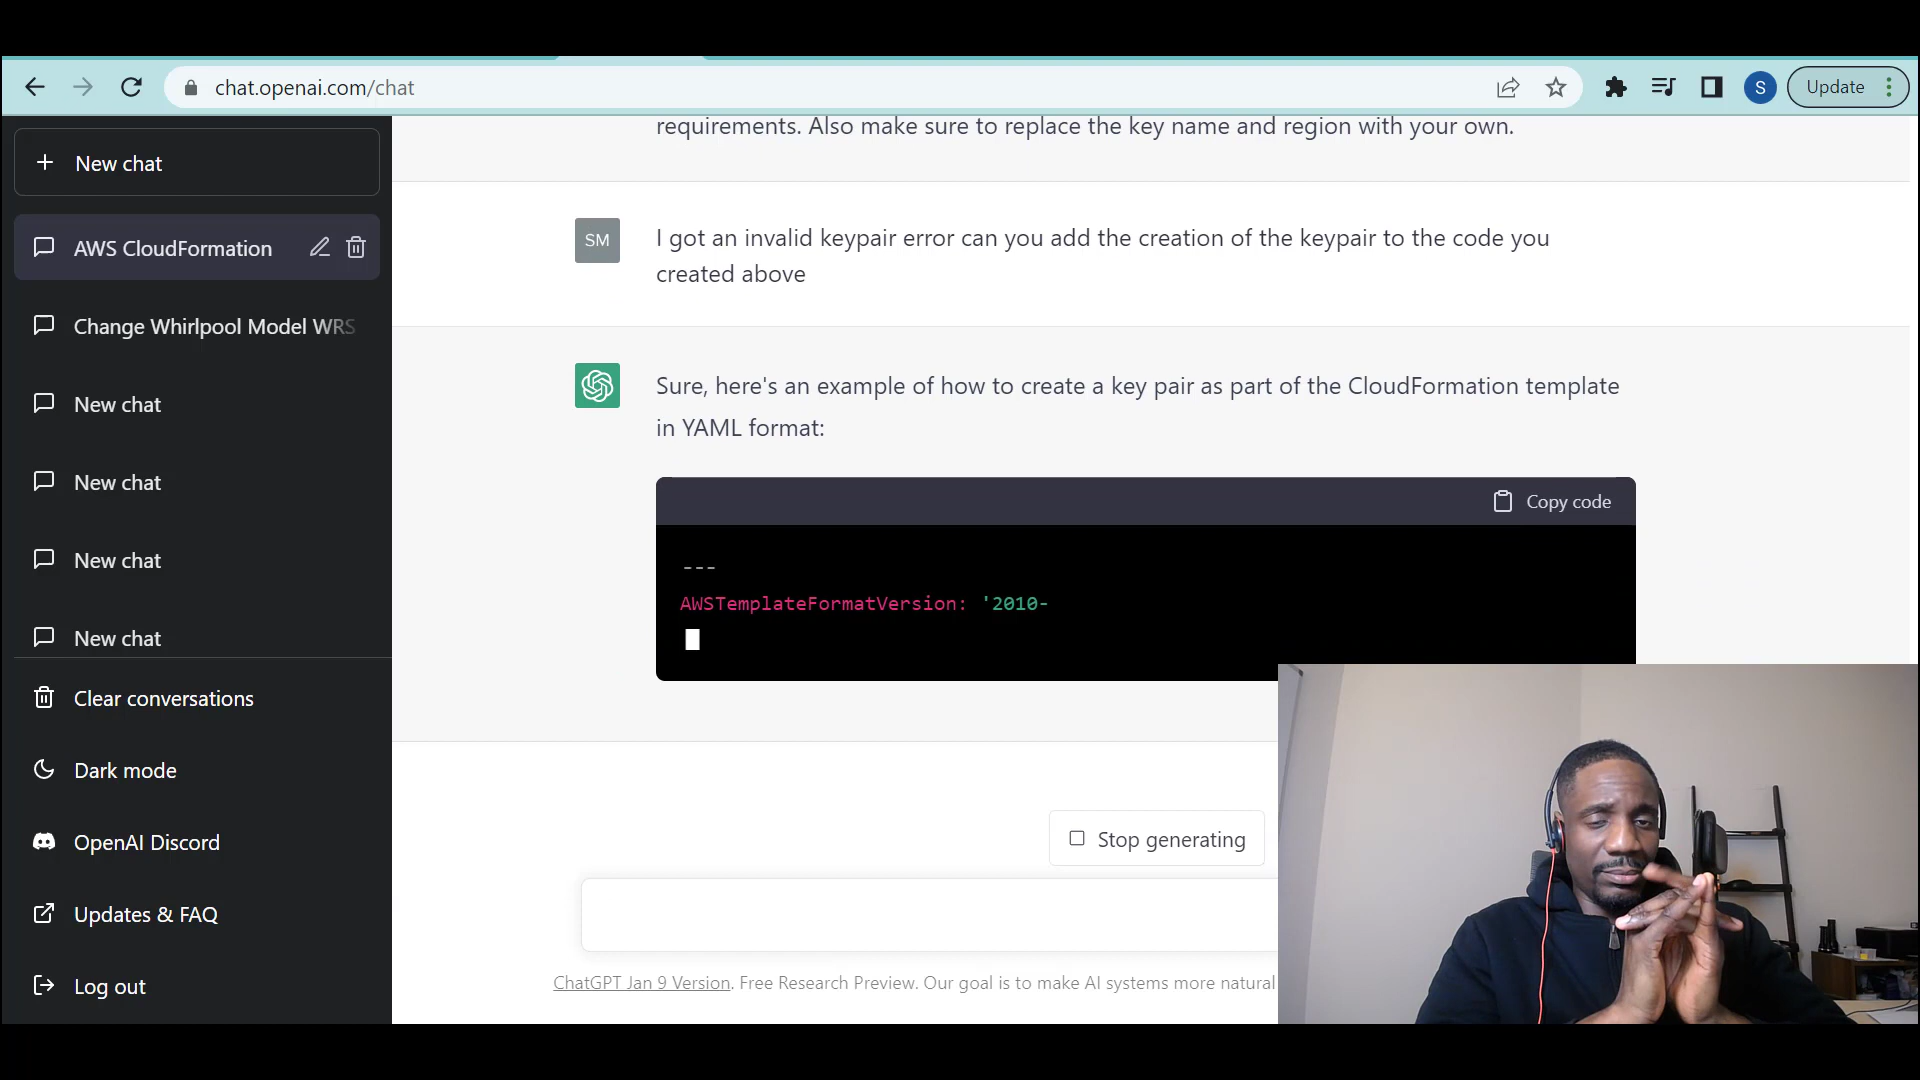 chat.openai.com/chat
S
Update
New chat
AWS CloudFormation
Change Whirlpool Model WRS
New chat
New chat
New chat
New chat
Clear conversations
Dark mode
OpenAI Discord
Updates & FAQ
Log out
requirements. Also make sure to replace the key name and region with your own.
SM
I got an invalid keypair error can you add the creation of the keypair to the code you
created above
Sure, here's an example of how to create a key pair as part of the CloudFormation template
in YAML format:
Copy code
---
AWSTemplateFormatVersion: '2010-
Stop generating
ChatGPT Jan 9 Version. Free Research Preview. Our goal is to make AI systems more natural